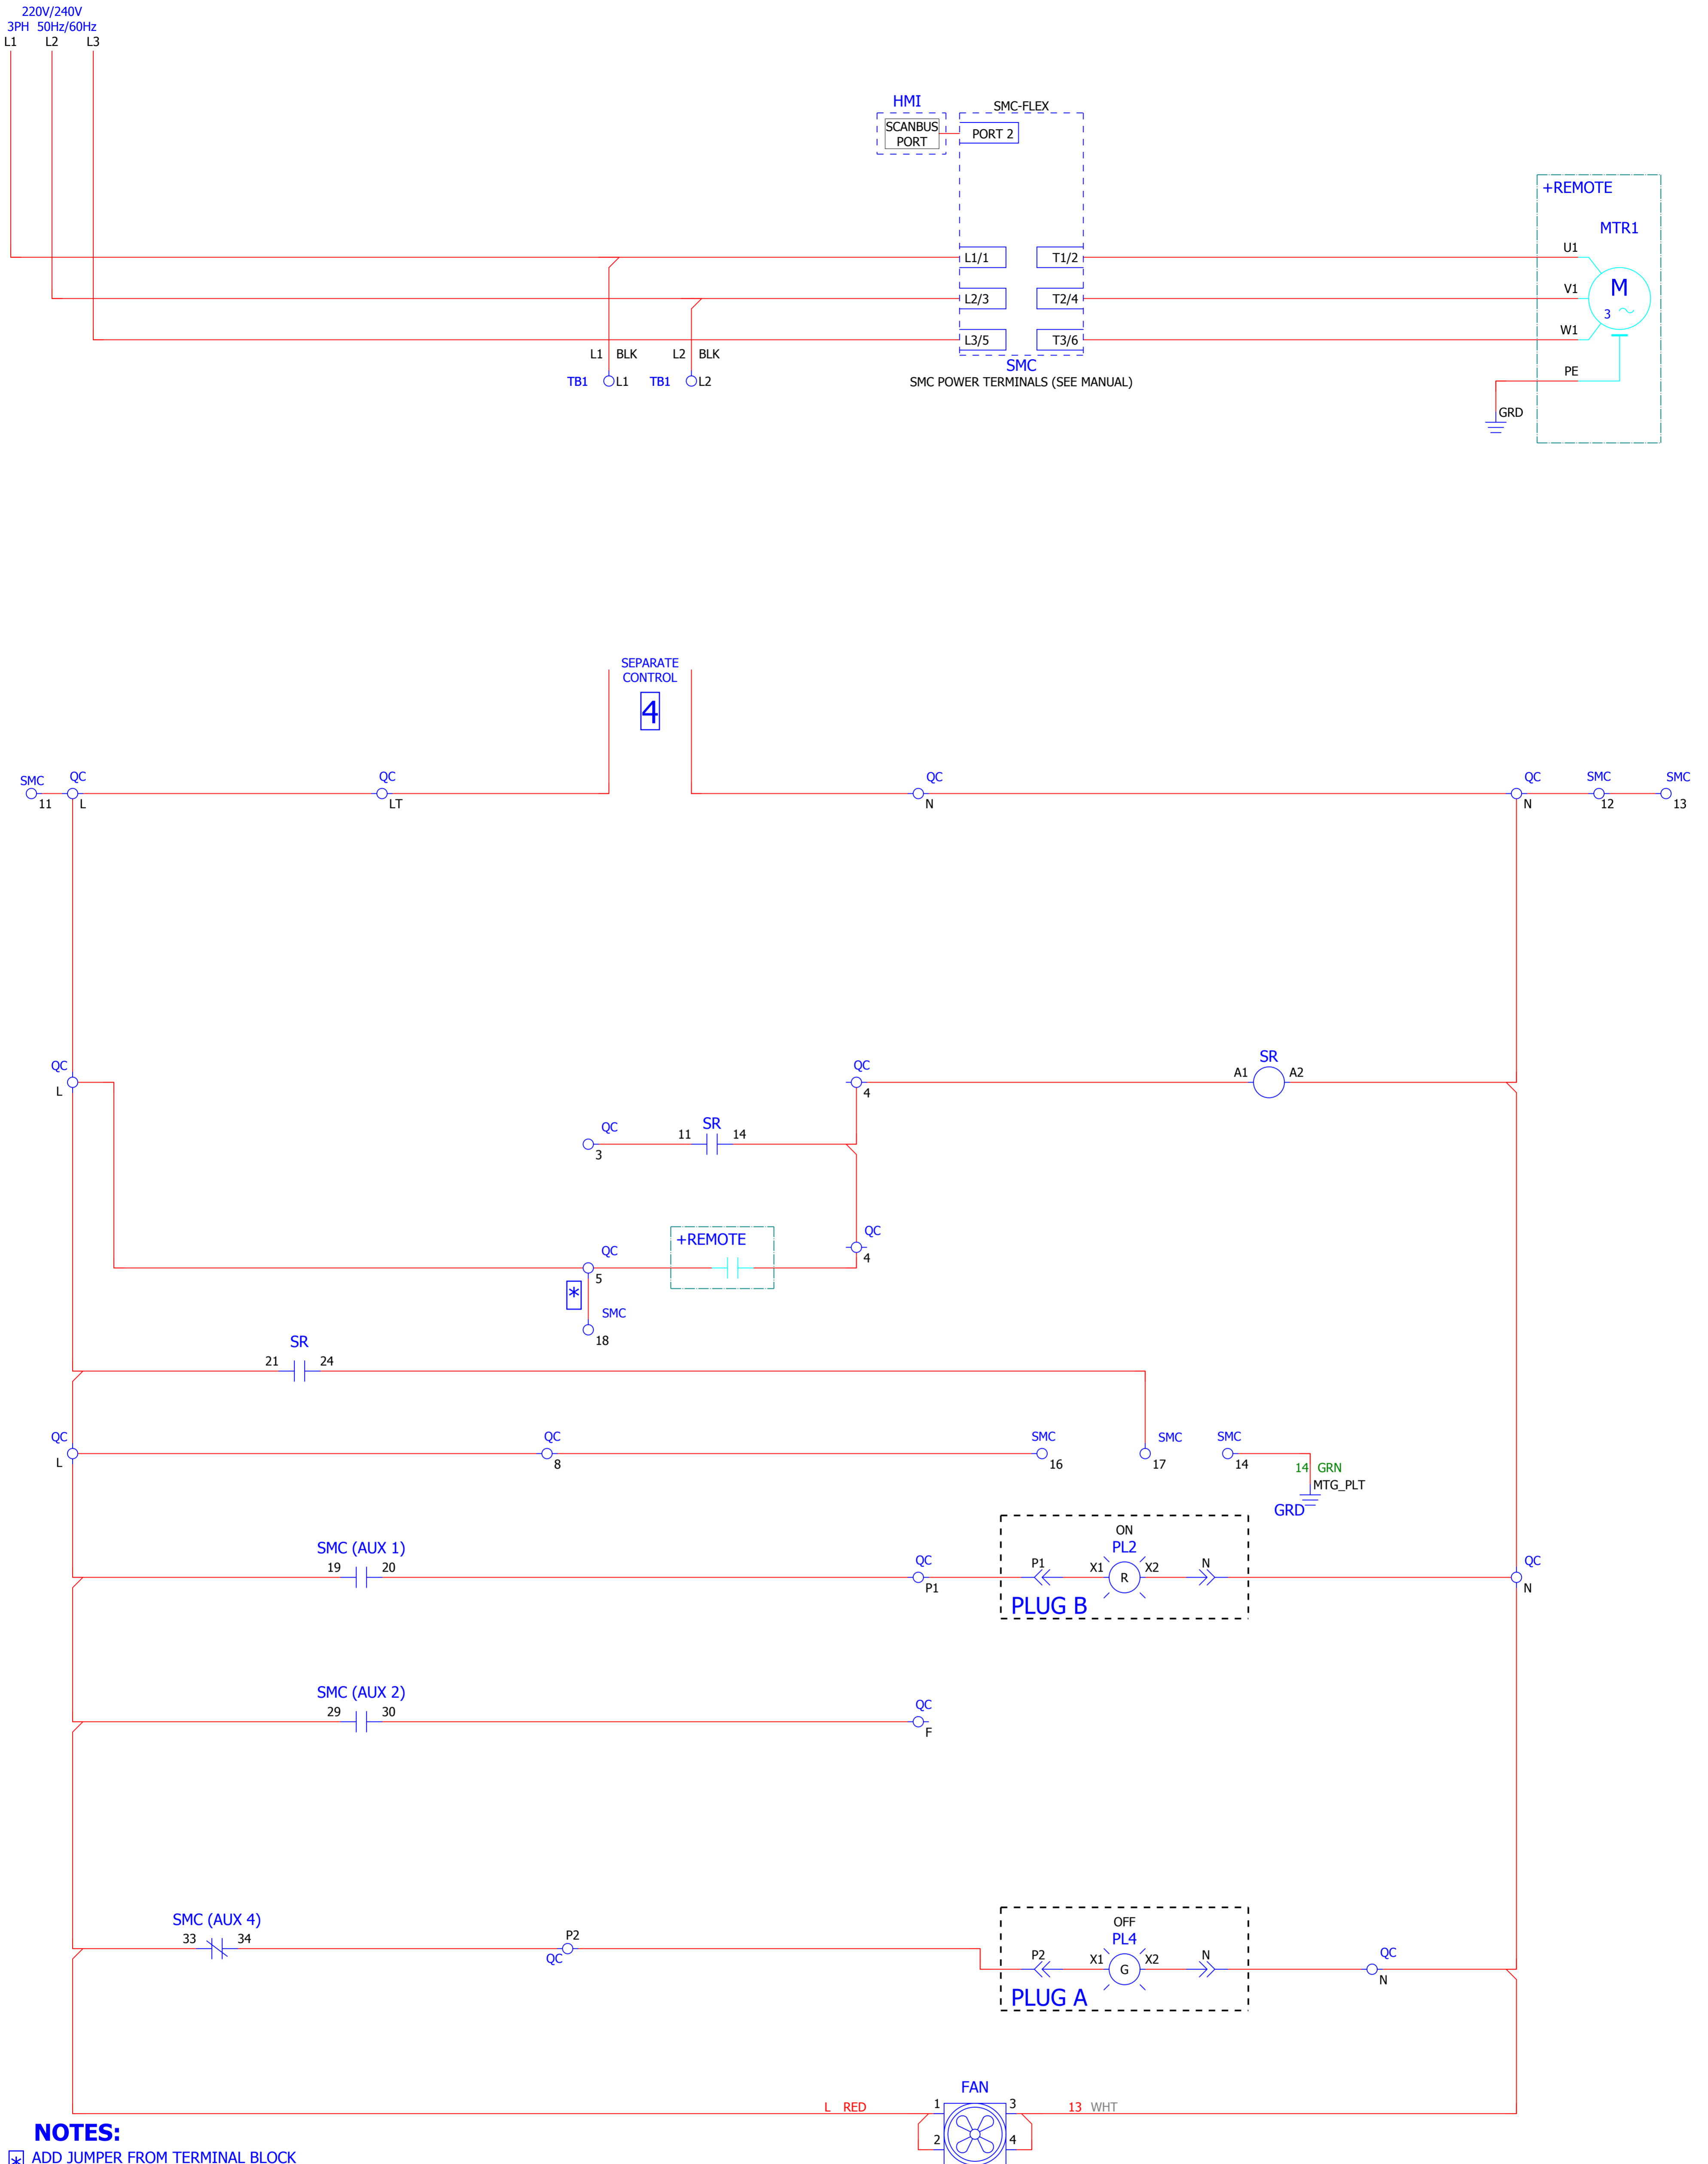 220V/240V
3PH 50Hz/60Hz
L1 L2 L3
HMI
SCANBUS
PORT
SMC-FLEX
PORT 2
+REMOTE
MTR1
L1/1 T1/2 U1
L2/3 T2/4 V1
M
3
L3/5 T3/6 W1
L1 BLK L2 BLK
SMC
TB1 L1 TB1 L2
SMC POWER TERMINALS (SEE MANUAL)
PE
GRD
SEPARATE
CONTROL
4
SMC QC QC QC QC SMC SMC
11 L LT N N 12 13
QC QC SR
L 4 A1 A2
QC SR
3 11 14
QC
4
QC
5
+REMOTE
*
SMC
18
SR
21 24
QC QC SMC SMC SMC
L 8 16 17 14
14 GRN
MTG_PLT
GRD
SMC (AUX 1)
19 20
QC
P1
ON
PL2
P1 X1 R X2 N
PLUG B
QC
N
SMC (AUX 2)
29 30
QC
F
SMC (AUX 4)
33 34
P2
QC
OFF
PL4
P2 X1 G X2 N
PLUG A
QC
N
FAN
L RED 1 3 13 WHT
2 4
NOTES:
* ADD JUMPER FROM TERMINAL BLOCK